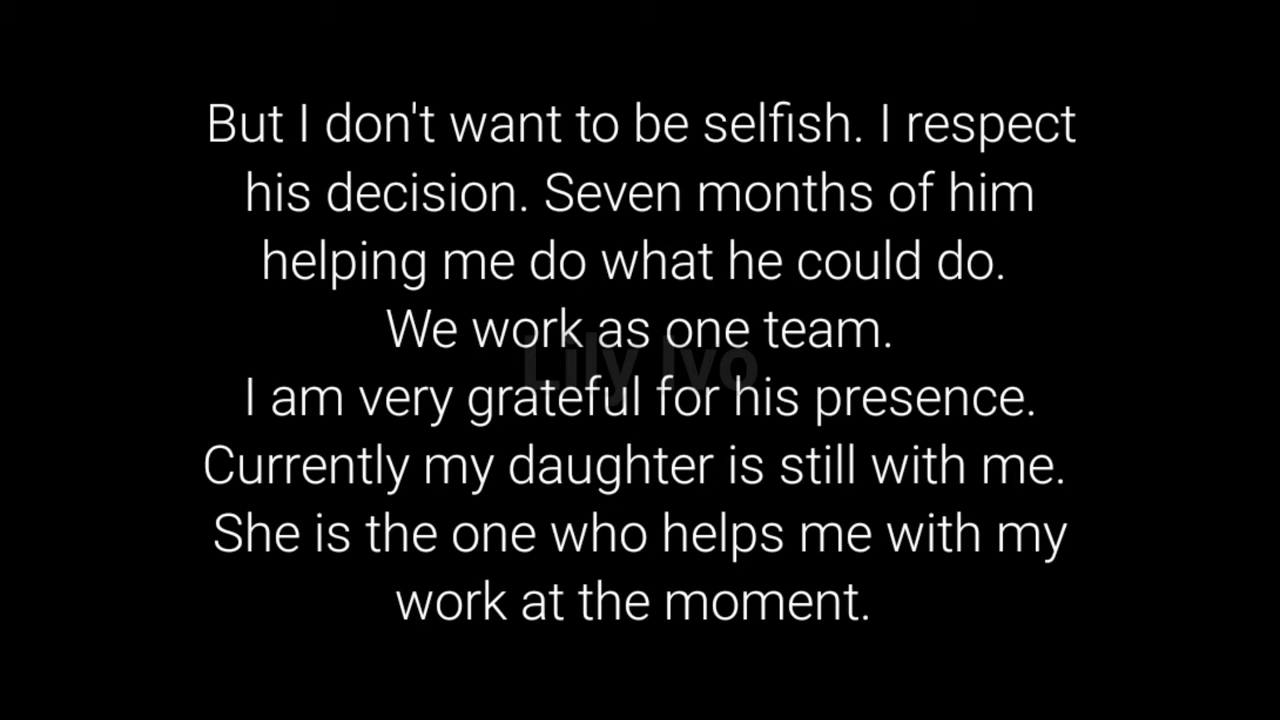 But I don't want to be selfish. I respect
his decision. Seven months of him
helping me do what he could do.
We work as one team.
Lily Ivo
I am very grateful for his presence.
Currently my daughter is still with me.
She is the one who helps me with my
work at the moment.